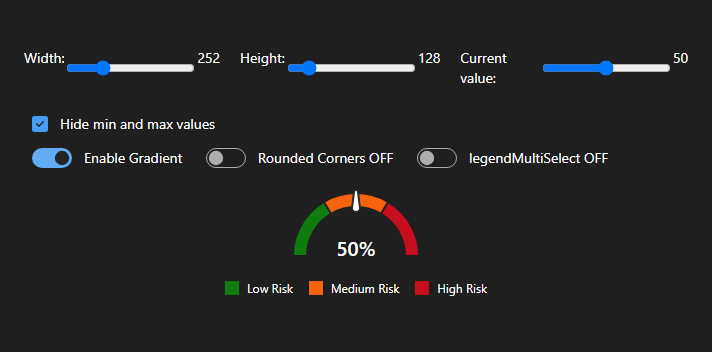 Width: 252 Height: 128 Current value: 50
Hide min and max values
Enable Gradient Rounded Corners OFF legendMultiSelect OFF
50%
Low Risk Medium Risk High Risk